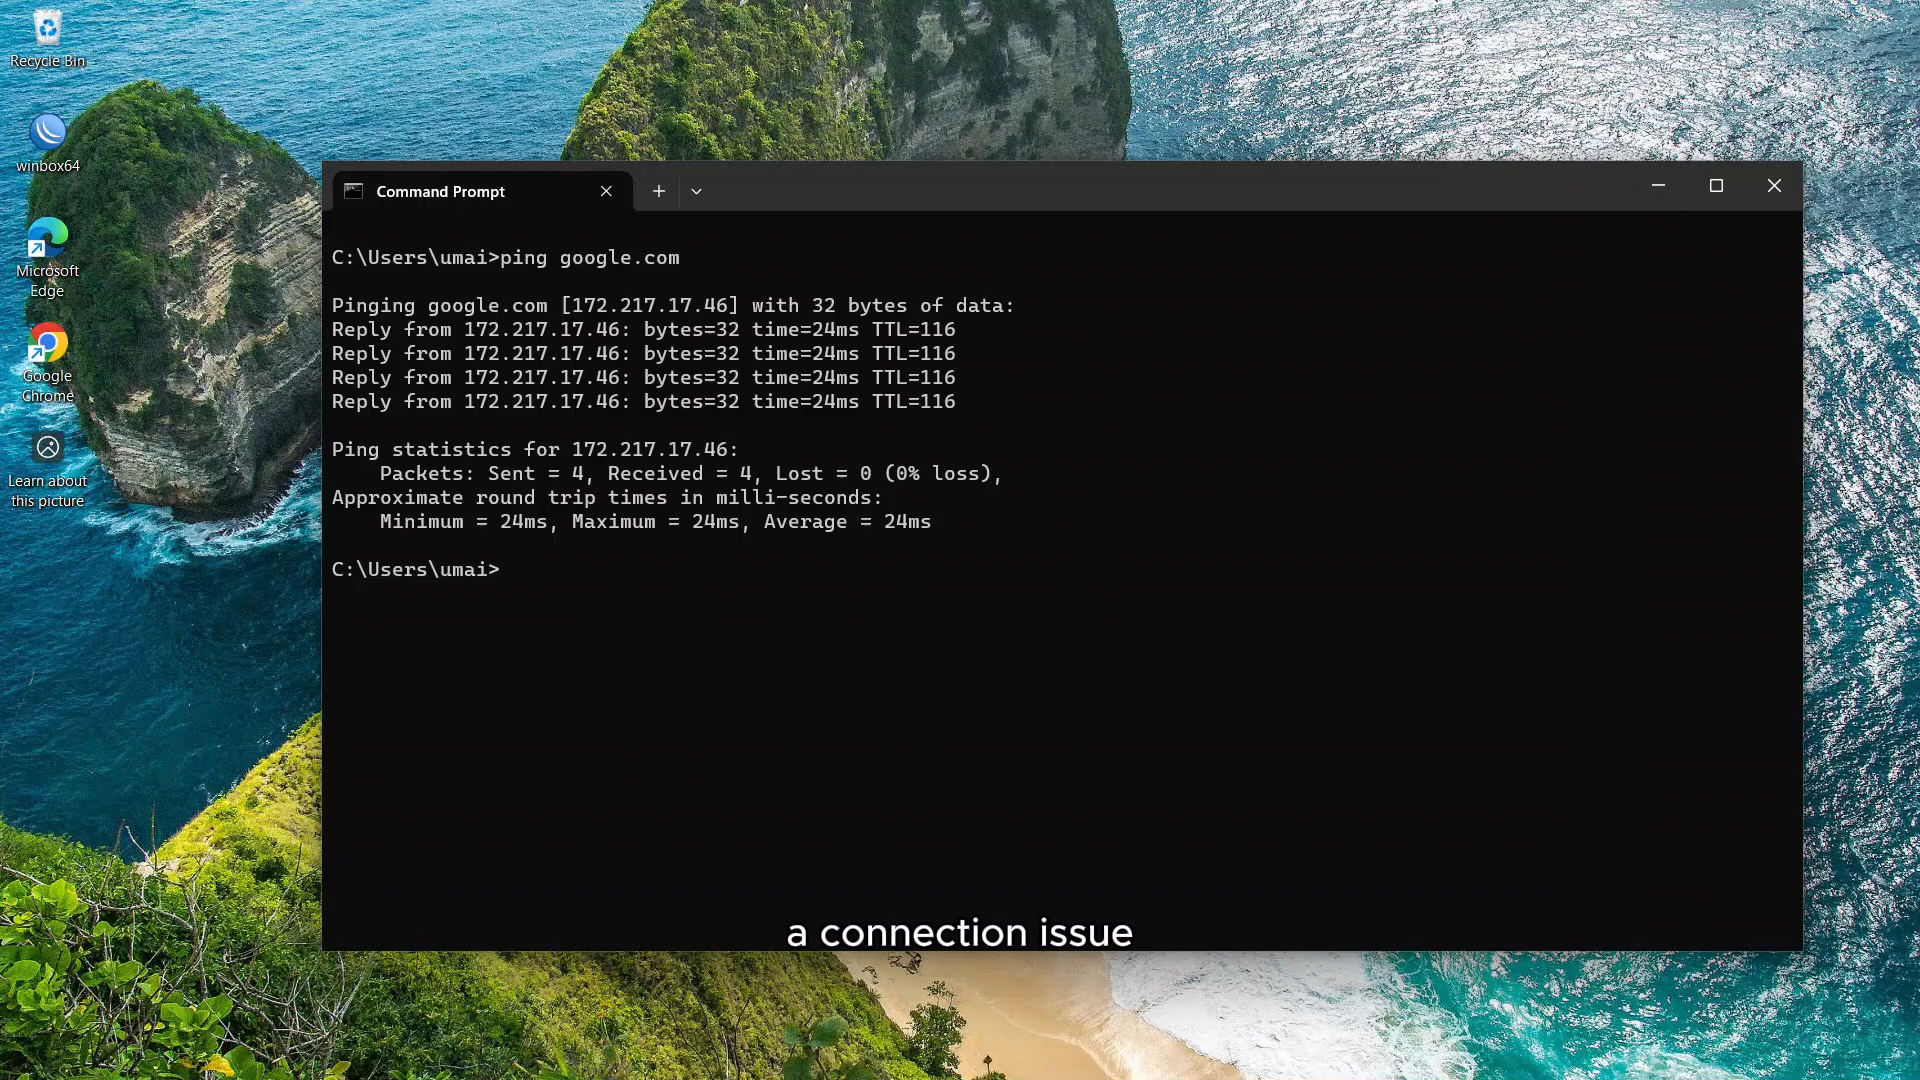 Recycle Bin
winbox64
Microsoft
Edge
Google
Chrome
Learn about
this picture
Command Prompt
C:\Users\umai>ping google.com
Pinging google.com [172.217.17.46] with 32 bytes of data:
Reply from 172.217.17.46: bytes=32 time=24ms TTL=116
Reply from 172.217.17.46: bytes=32 time=24ms TTL=116
Reply from 172.217.17.46: bytes=32 time=24ms TTL=116
Reply from 172.217.17.46: bytes=32 time=24ms TTL=116
Ping statistics for 172.217.17.46:
Packets: Sent = 4, Received = 4, Lost = 0 (0% loss),
Approximate round trip times in milli-seconds:
Minimum = 24ms, Maximum = 24ms, Average = 24ms
C:\Users\umai>
a connection issue